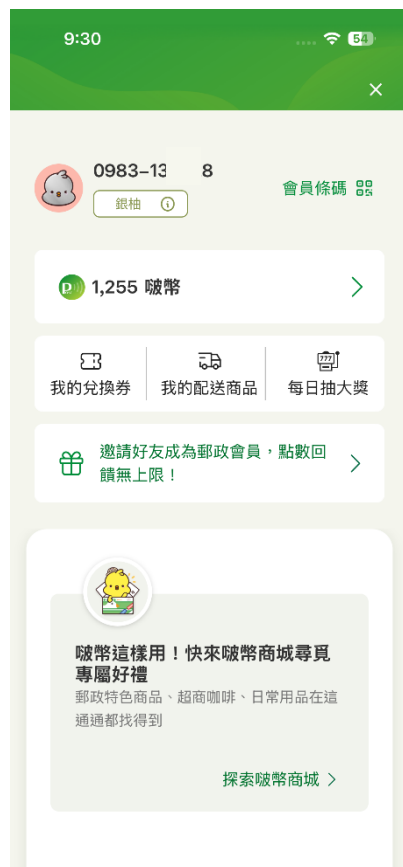 9:30
54
0983-13 8
會員條碼
銀柚
1,255 啵幣
我的兌換券
我的配送商品
777
每日抽大獎
邀請好友成為郵政會員，點數回
饋無上限！
啵幣這樣用！快來啵幣商城尋覓
專屬好禮
郵政特色商品、超商咖啡、日常用品在這
通通都找得到
探索啵幣商城